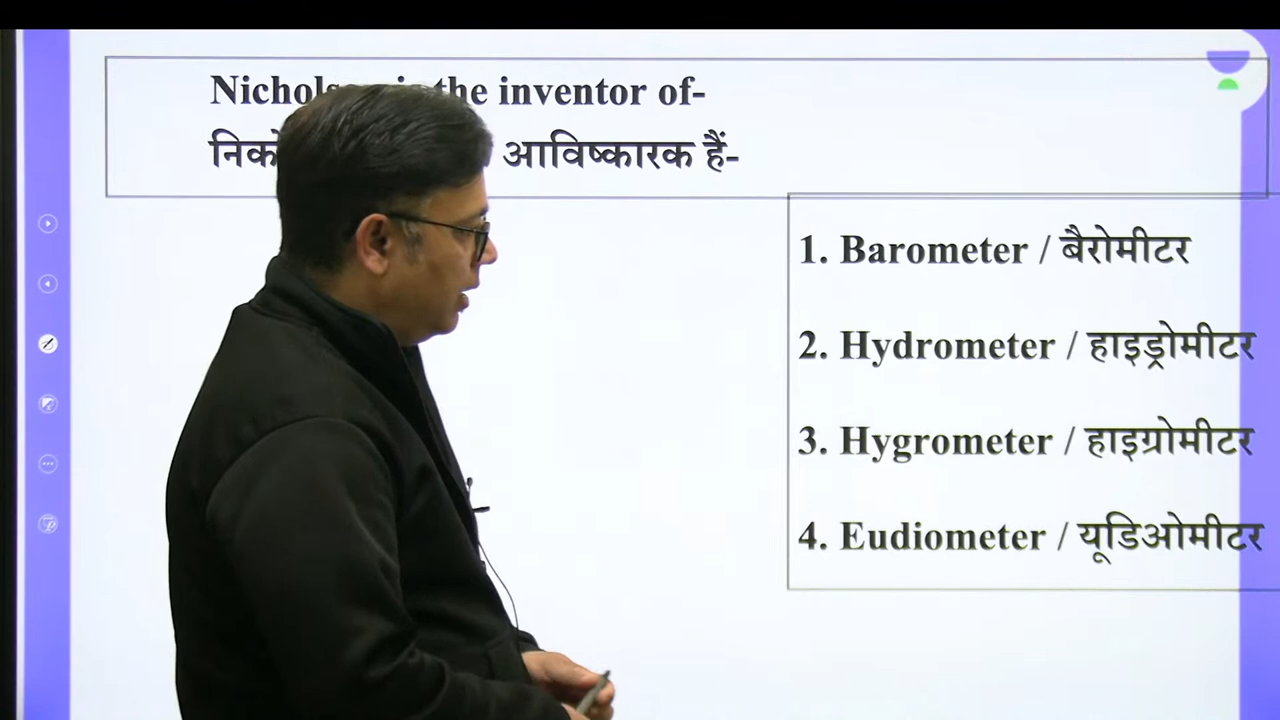 the inventor of-
आविष्कारक हैं-
1. Barometer / बैरोमीटर
2. Hydrometer / हाइड्रोमीटर
3. Hygrometer / हाइग्रोमीटर
4. Eudiometer / यूडिओमीटर